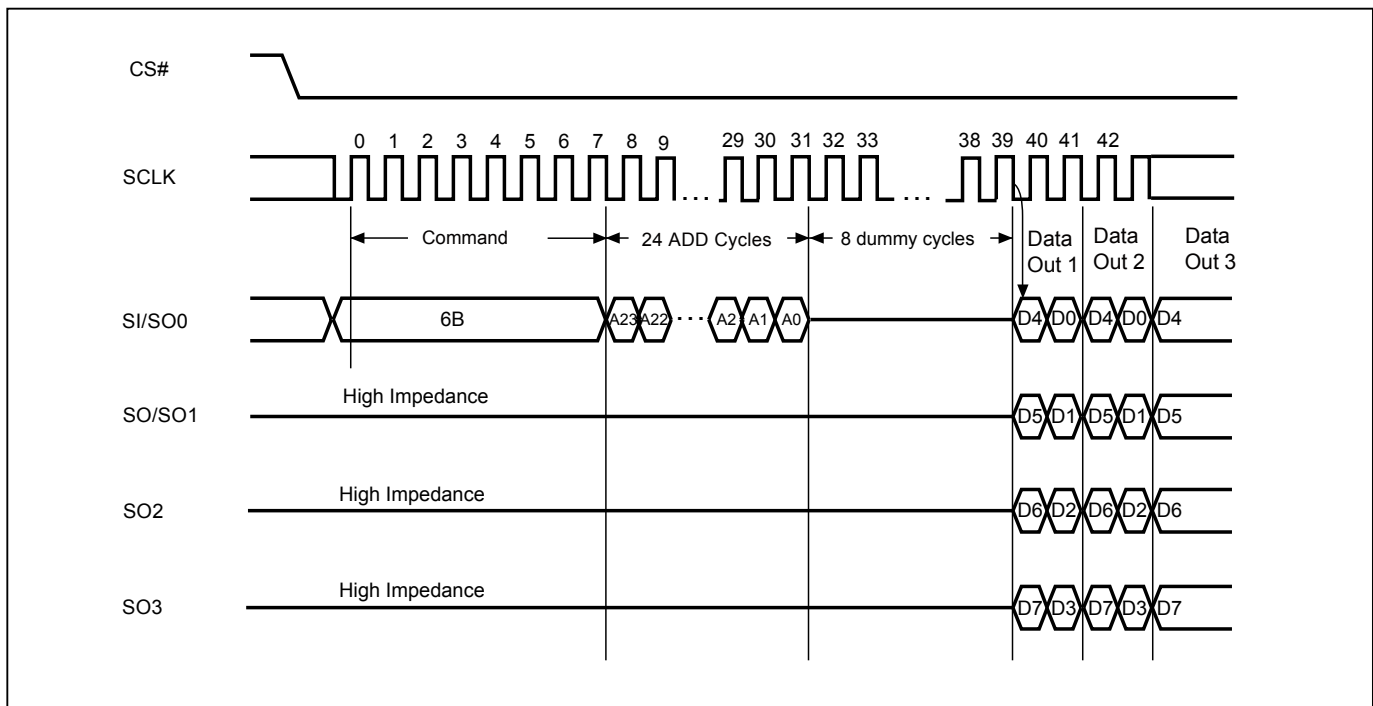 CS#
0 1 2 3 4 5 6 7 8 9 29 30 31 32 33 38 39 40 41 42
SCLK
Command 24 ADD Cycles 8 dummy cycles Data Out 1 Data Out 2 Data Out 3
SI/SO0 6B A23 A22 A2 A1 A0 D4 D0 D4 D0 D4
High Impedance
SO/SO1 D5 D1 D5 D1 D5
High Impedance
SO2 D6 D2 D6 D2 D6
High Impedance
SO3 D7 D3 D7 D3 D7